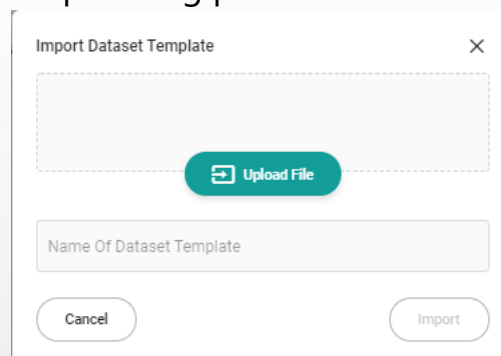 Import Dataset Template
Upload File
Name Of Dataset Template
Cancel
Import